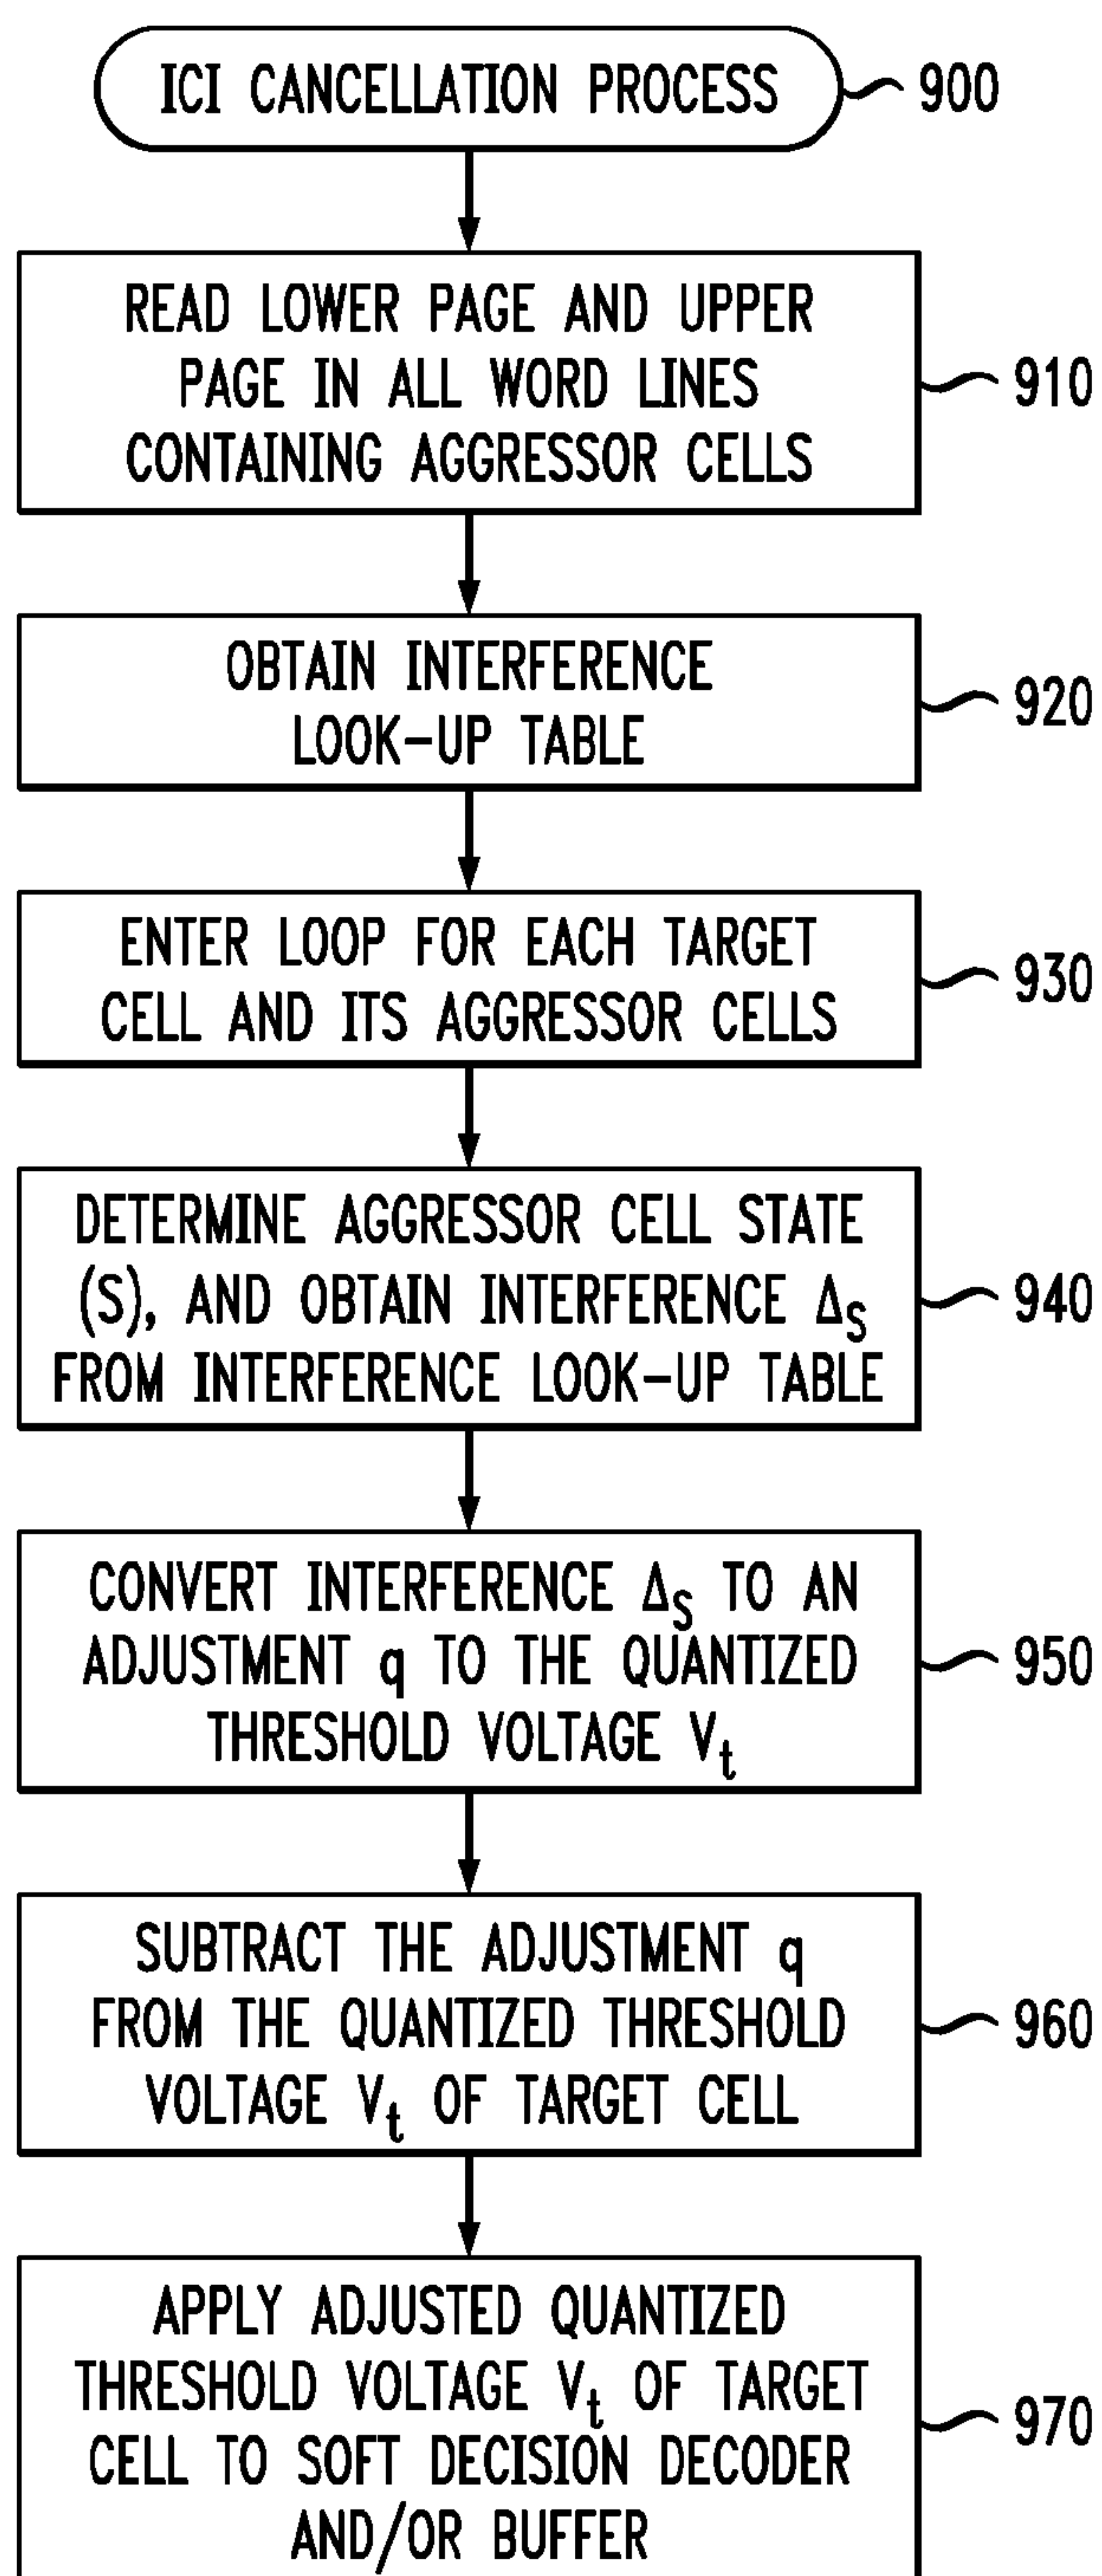 ICI CANCELLATION PROCESS
900
READ LOWER PAGE AND UPPER
PAGE IN ALL WORD LINES
CONTAINING AGGRESSOR CELLS
910
OBTAIN INTERFERENCE
LOOK-UP TABLE
920
ENTER LOOP FOR EACH TARGET
CELL AND ITS AGGRESSOR CELLS
930
DETERMINE AGGRESSOR CELL STATE
(S), AND OBTAIN INTERFERENCE ΔS
FROM INTERFERENCE LOOK-UP TABLE
940
CONVERT INTERFERENCE ΔS TO AN
ADJUSTMENT q TO THE QUANTIZED
THRESHOLD VOLTAGE Vt
950
SUBTRACT THE ADJUSTMENT q
FROM THE QUANTIZED THRESHOLD
VOLTAGE Vt OF TARGET CELL
960
APPLY ADJUSTED QUANTIZED
THRESHOLD VOLTAGE Vt OF TARGET
CELL TO SOFT DECISION DECODER
AND/OR BUFFER
970